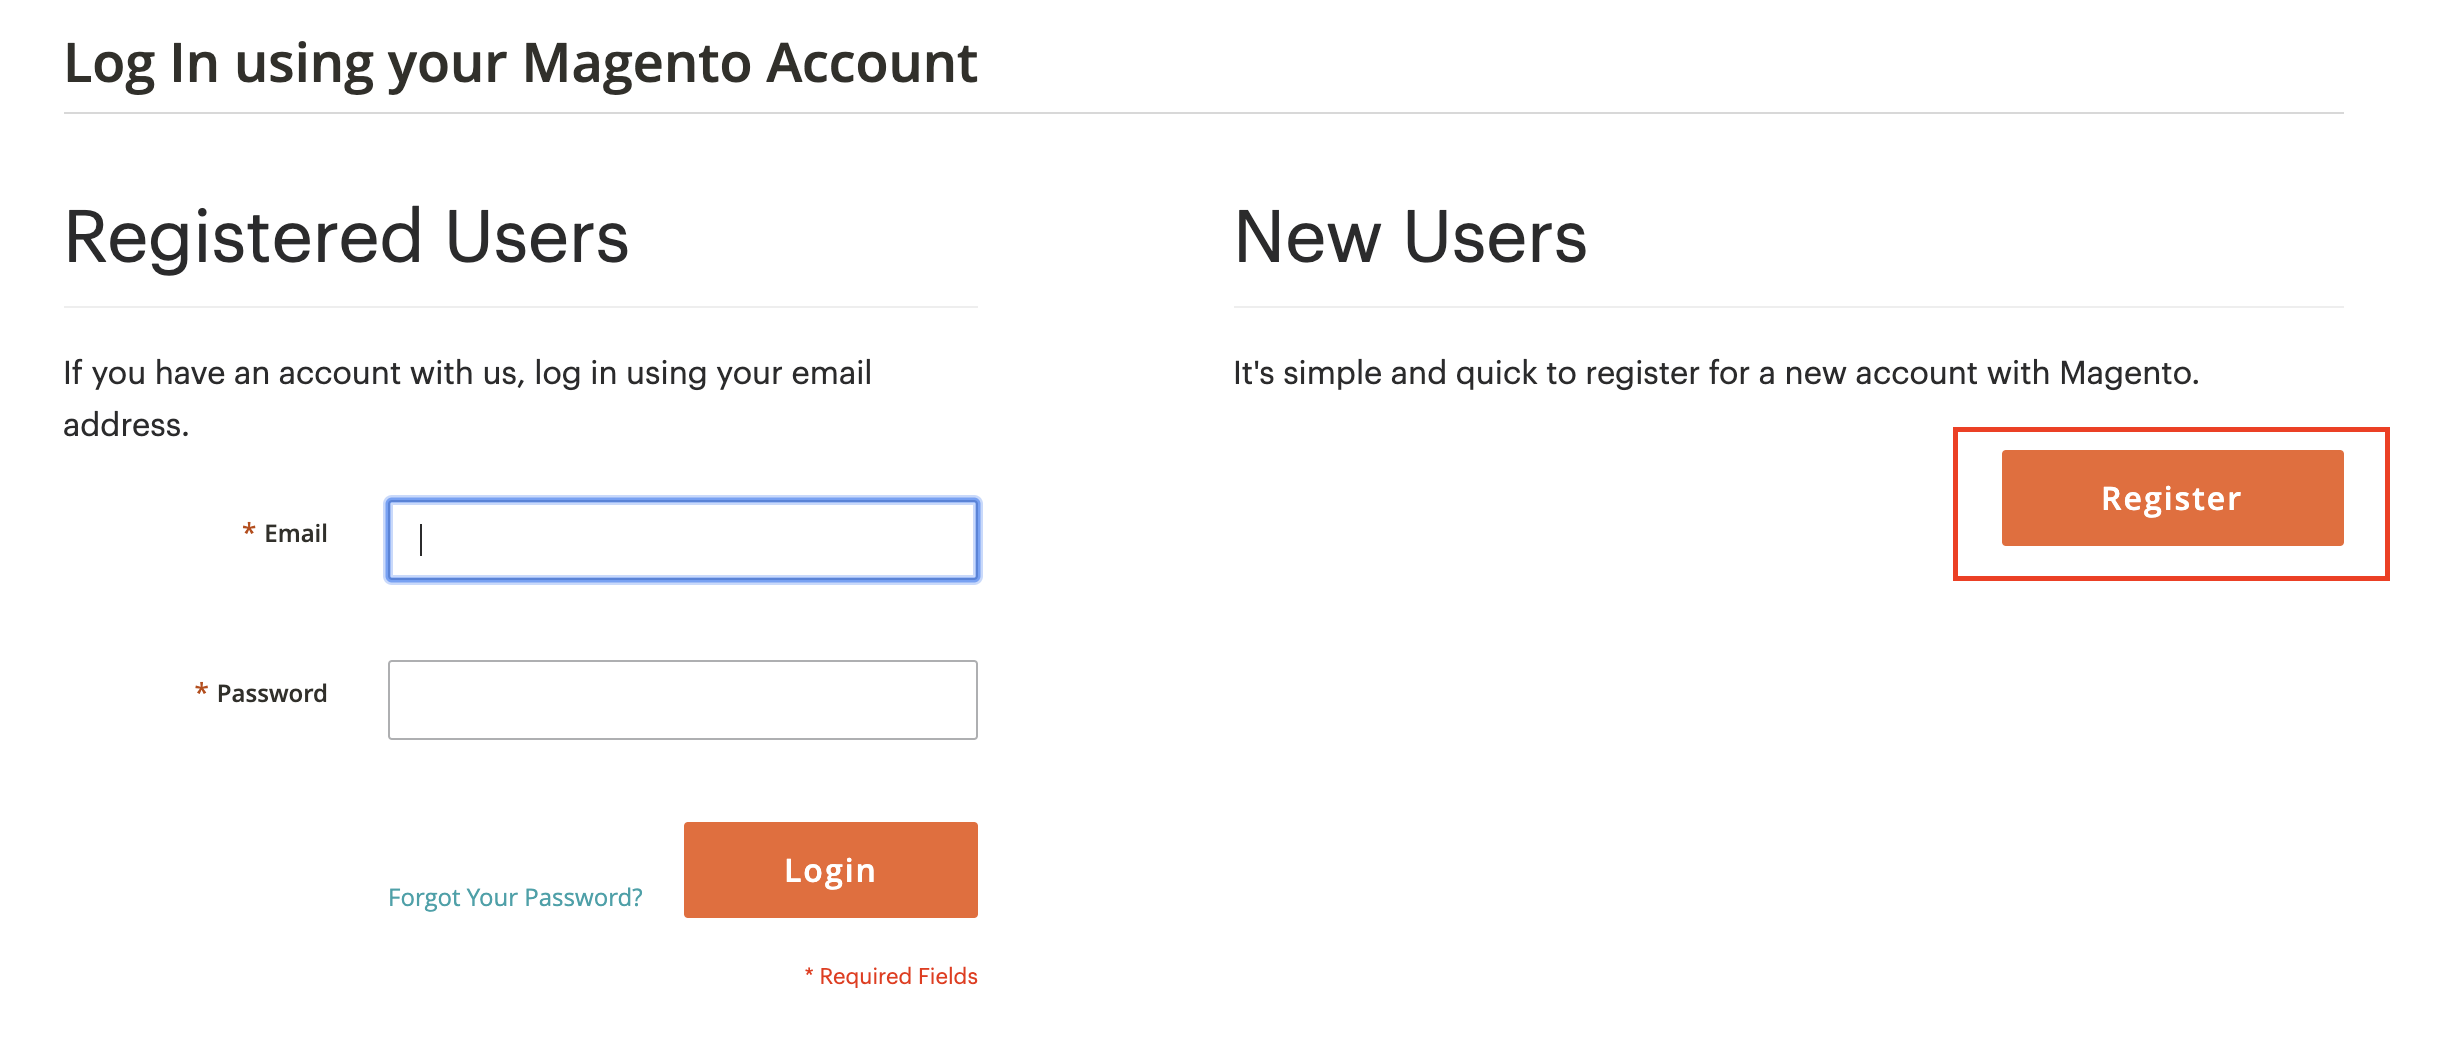 Log In using your Magento Account
Registered Users
If you have an account with us, log in using your email
address.
* Email
* Password
Forgot Your Password?
Login
* Required Fields
New Users
It's simple and quick to register for a new account with Magento.
Register